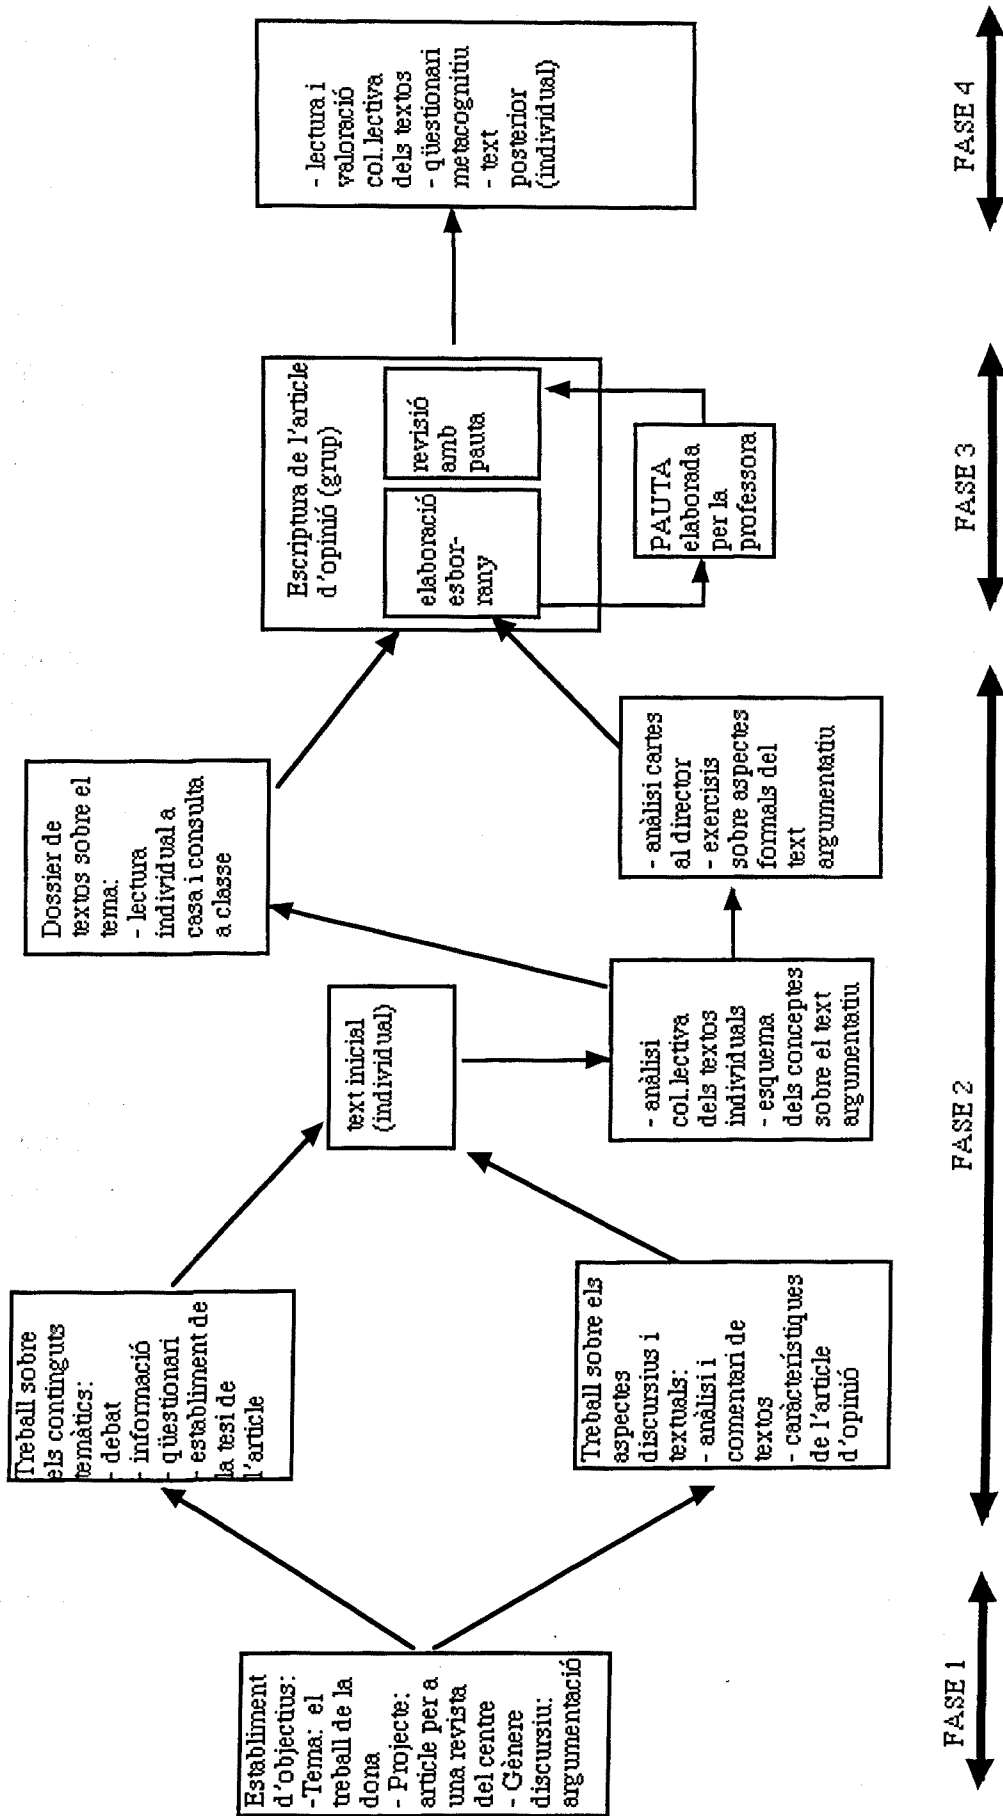 Establiment
d'objectius:
-Tema: el
treball de la
dona
- Projecte:
article per a
una revista
del centre
- Gènere
discursiu:
argumentació
Treball sobre
els continguts
temàtics:
- debat
- informació
- qüestionari
- establiment de
la tesi de
l'article
Treball sobre els
aspectes
discursius i
textuals:
- anàlisi i
comentari de
textos
- característiques
de l'article
d'opinió
text inicial
(individual)
- anàlisi
col.lectiva
dels textos
individuals
- esquema
dels conceptes
sobre el text
argumentatiu
Dossier de
textos sobre el
tema:
- lectura
individual a
casa i consulta
a classe
- anàlisi cartes
al director
- exercisis
sobre aspectes
formals del
text
argumentatiu
Escriptura de l'article
d'opinió (grup)
elaboració
esbor-
rany
revisió
amb
pauta
PAUTA
elaborada
per la
professora
- lectura i
valoració
col.lectiva
dels textos
- qüestionari
metacognitiu
- text
posterior
(individual)
FASE 1
FASE 2
FASE 3
FASE 4